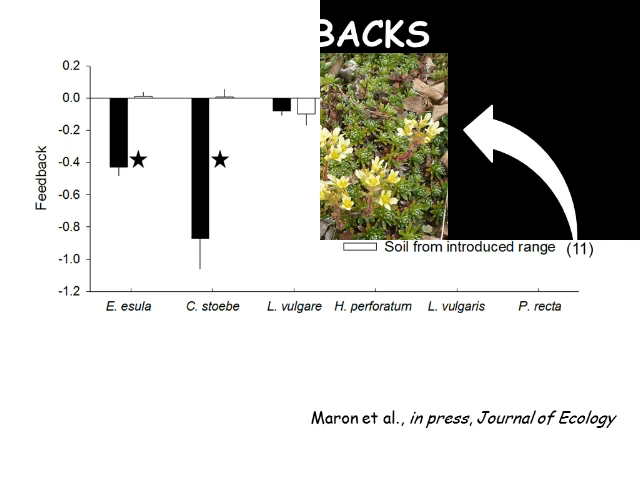 BACKS
0.2
0.0
-0.2
-0.4
-0.6
-0.8
-1.0
-1.2
Feedback
Soil from introduced range (11)
E. esula C. stoebe L. vulgare H. perforatum L. vulgaris P. recta
Maron et al., in press, Journal of Ecology